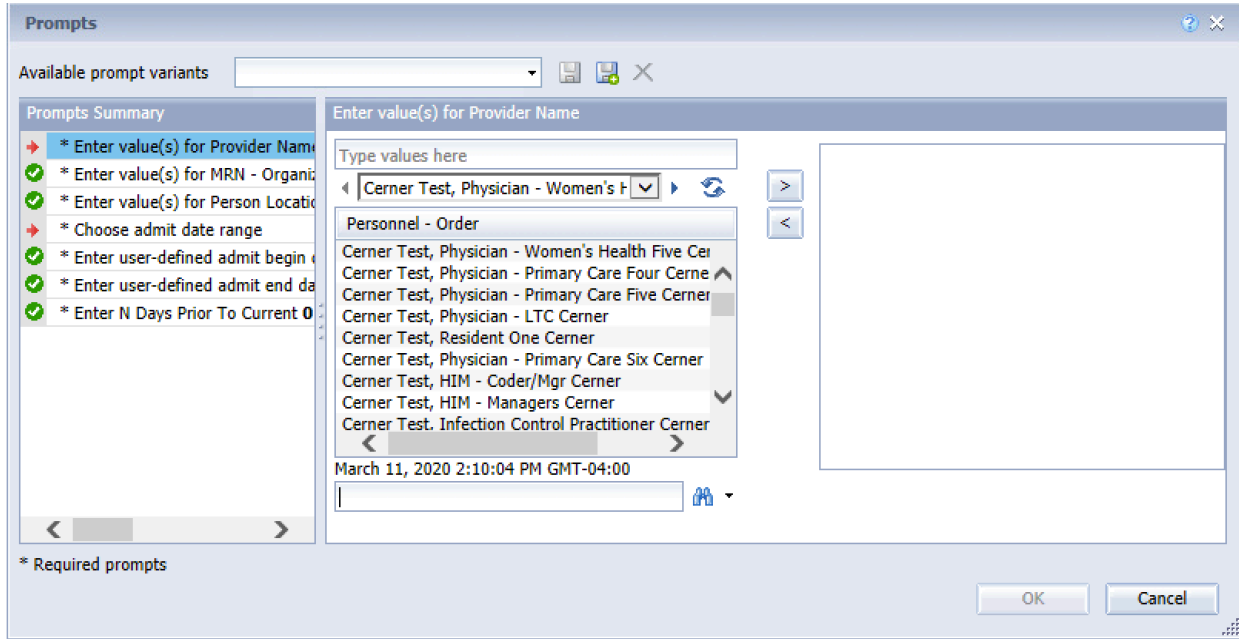 Prompts
Available prompt variants
Prompts Summary
* Enter value(s) for Provider Name
* Enter value(s) for MRN - Organiz
* Enter value(s) for Person Locatio
* Choose admit date range
* Enter user-defined admit begin
* Enter user-defined admit end da
* Enter N Days Prior To Current 0
Enter value(s) for Provider Name
Type values here
Cerner Test, Physician - Women's H
>
<
Personnel - Order
Cerner Test, Physician - Women's Health Five Cer
Cerner Test, Physician - Primary Care Four Cerne
Cerner Test, Physician - Primary Care Five Cerner
Cerner Test, Physician - LTC Cerner
Cerner Test, Resident One Cerner
Cerner Test, Physician - Primary Care Six Cerner
Cerner Test, HIM - Coder/Mgr Cerner
Cerner Test, HIM - Managers Cerner
Cerner Test, Infection Control Practitioner Cerner
March 11, 2020 2:10:04 PM GMT-04:00
* Required prompts
OK
Cancel